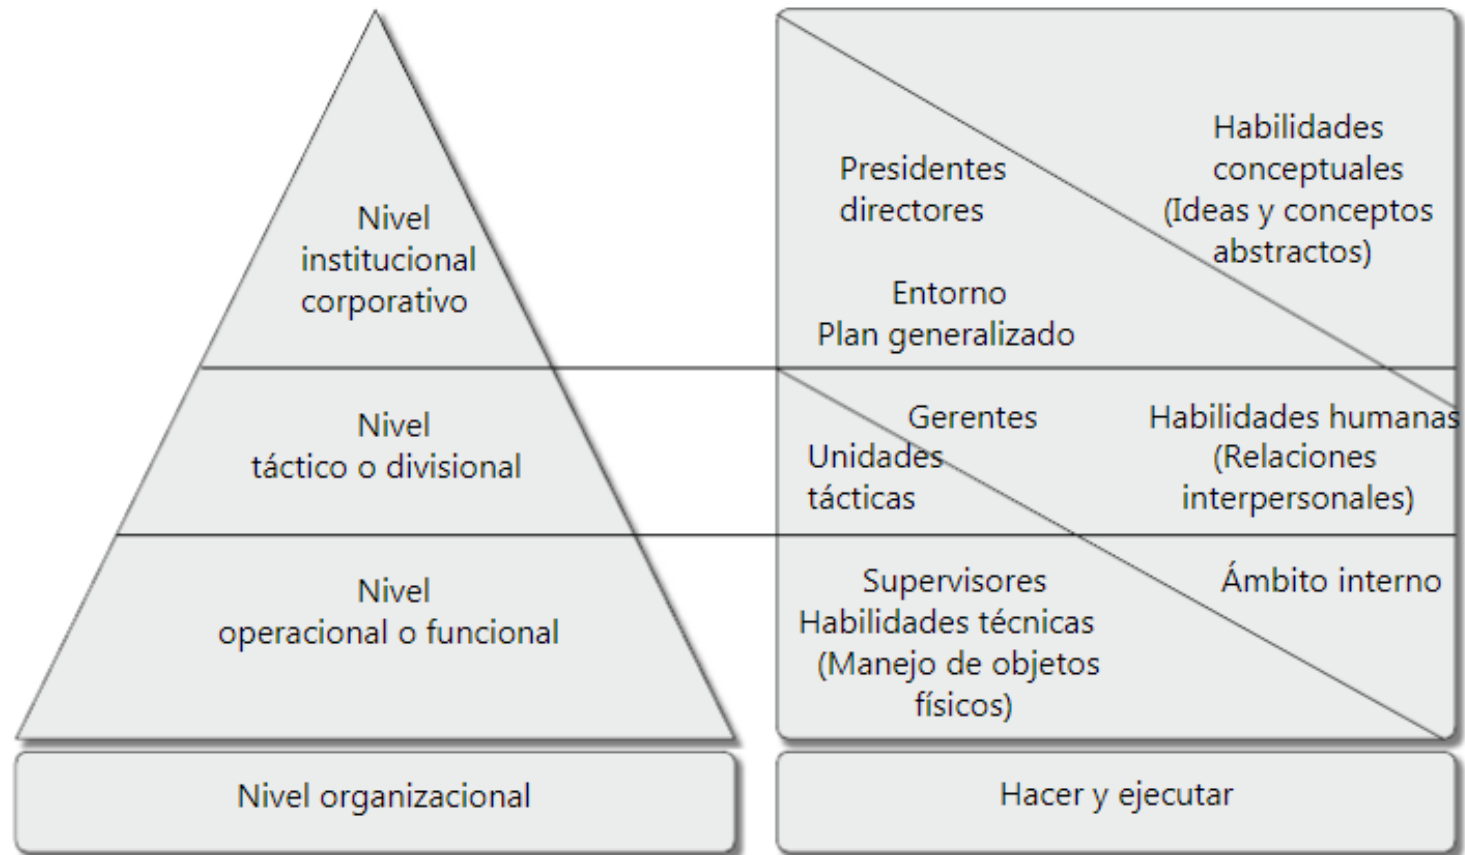 Nivel
institucional
corporativo
Nivel
táctico o divisional
Nivel
operacional o funcional
Nivel organizacional
Presidentes
directores
Entorno
Plan generalizado
Habilidades
conceptuales
(Ideas y conceptos
abstractos)
Gerentes
Unidades
tácticas
Habilidades humanas
(Relaciones
interpersonales)
Supervisores
Habilidades técnicas
(Manejo de objetos
físicos)
Ámbito interno
Hacer y ejecutar